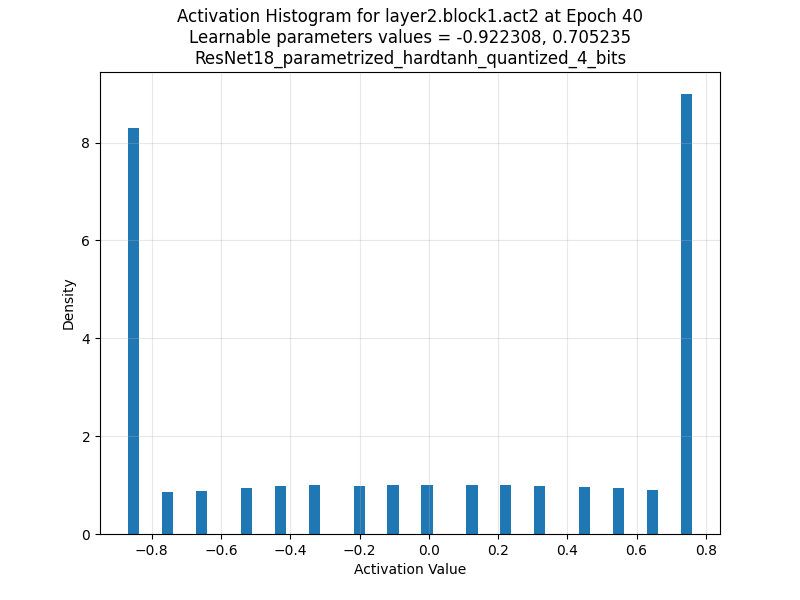 Activation Histogram for layer2.block1.act2 at Epoch 40
Learnable parameters values = -0.922308, 0.705235
ResNet18_parametrized_hardtanh_quantized_4_bits
8
6
4
2
0
Density
−0.8 −0.6 −0.4 −0.2 0.0 0.2 0.4 0.6 0.8
Activation Value